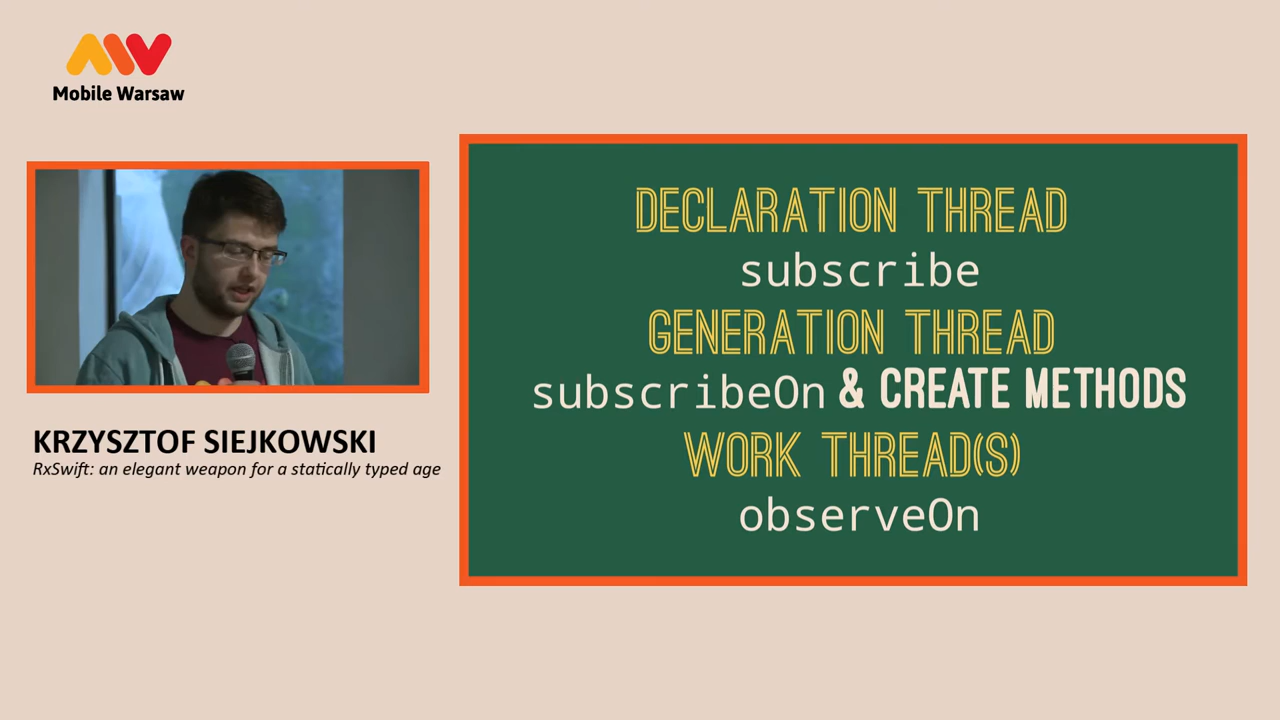 Mobile Warsaw
KRZYSZTOF SIEJKOWSKI
RxSwift: an elegant weapon for a statically typed age
DECLARATION THREAD
subscribe
GENERATION THREAD
subscribeOn & CREATE METHODS
WORK THREAD(S)
observeOn